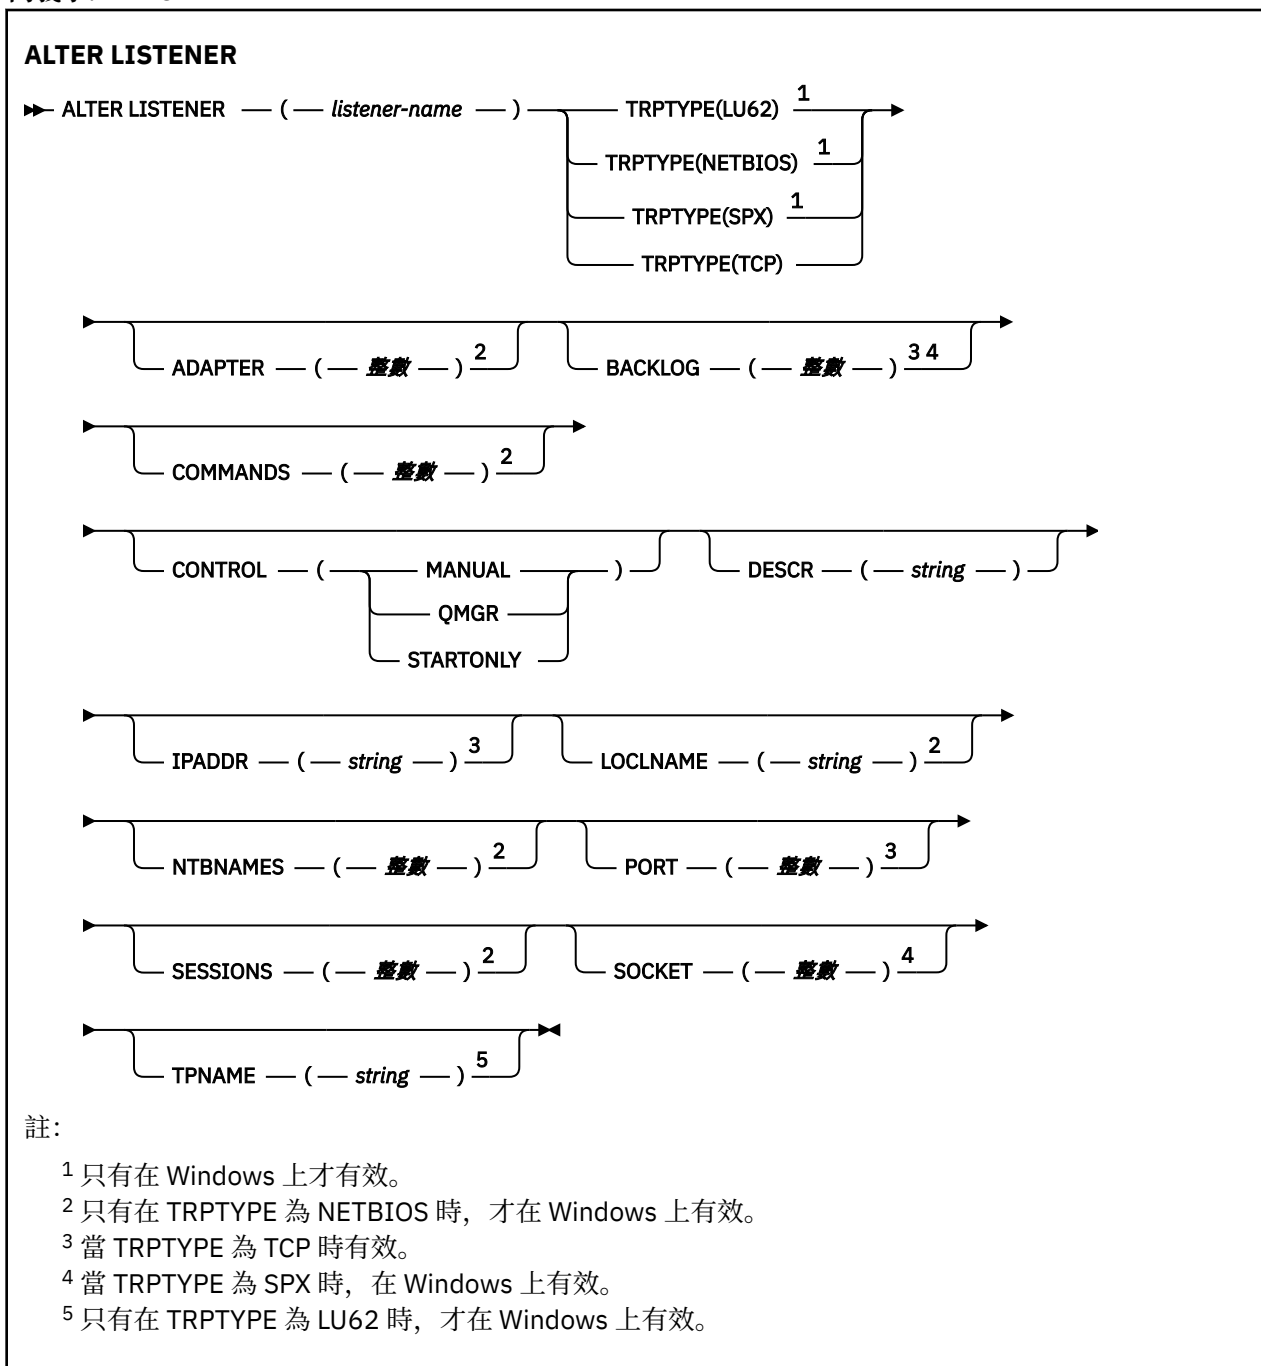 ALTER LISTENER
ALTER LISTENER ( listener-name ) TRPTYPE(LU62) 1
TRPTYPE(NETBIOS) 1
TRPTYPE(SPX) 1
TRPTYPE(TCP)
ADAPTER ( 整數 ) 2 BACKLOG ( 整數 ) 3 4
COMMANDS ( 整數 ) 2
CONTROL ( MANUAL ) DESCR ( string )
QMGR
STARTONLY
IPADDR ( string ) 3 LOCLNAME ( string ) 2
NTBNAMES ( 整數 ) 2 PORT ( 整數 ) 3
SESSIONS ( 整數 ) 2 SOCKET ( 整數 ) 4
TPNAME ( string ) 5
註：
1 只有在 Windows 上才有效。
2 只有在 TRPTYPE 為 NETBIOS 時，才在 Windows 上有效。
3 當 TRPTYPE 為 TCP 時有效。
4 當 TRPTYPE 為 SPX 時，在 Windows 上有效。
5 只有在 TRPTYPE 為 LU62 時，才在 Windows 上有效。